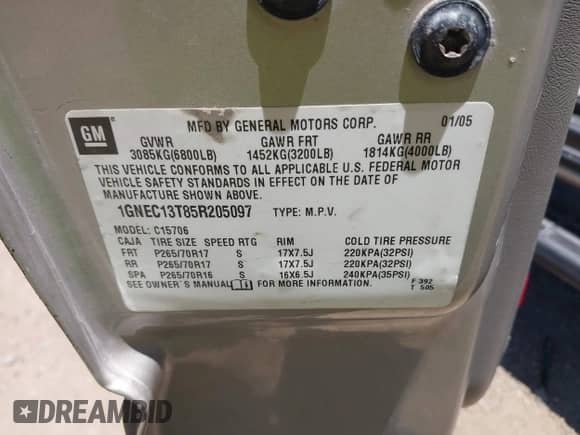 GM
MFD BY GENERAL MOTORS CORP. 01/05
GVWR GAWR FRT GAWR RR
3085KG(6800LB) 1452KG(3200LB) 1814KG(4000LB)
THIS VEHICLE CONFORMS TO ALL APPLICABLE U.S. FEDERAL MOTOR
VEHICLE SAFETY STANDARDS IN EFFECT ON THE DATE OF
MANUFACTURE SHOWN ABOVE.
1GNEC13T85R205097 TYPE: M.P.V.
MODEL: C15706
CAJA TIRE SIZE SPEED RTG RIM COLD TIRE PRESSURE
FRT P265/70R17 S 17X7.5J 220KPA(32PSI)
RR P265/70R17 S 17X7.5J 220KPA(32PSI)
SPA P265/70R16 S 16X6.5J 240KPA(35PSI)
SEE OWNER'S MANUAL FOR MORE INFORMATION.
F 392
T 505
DREAMBID